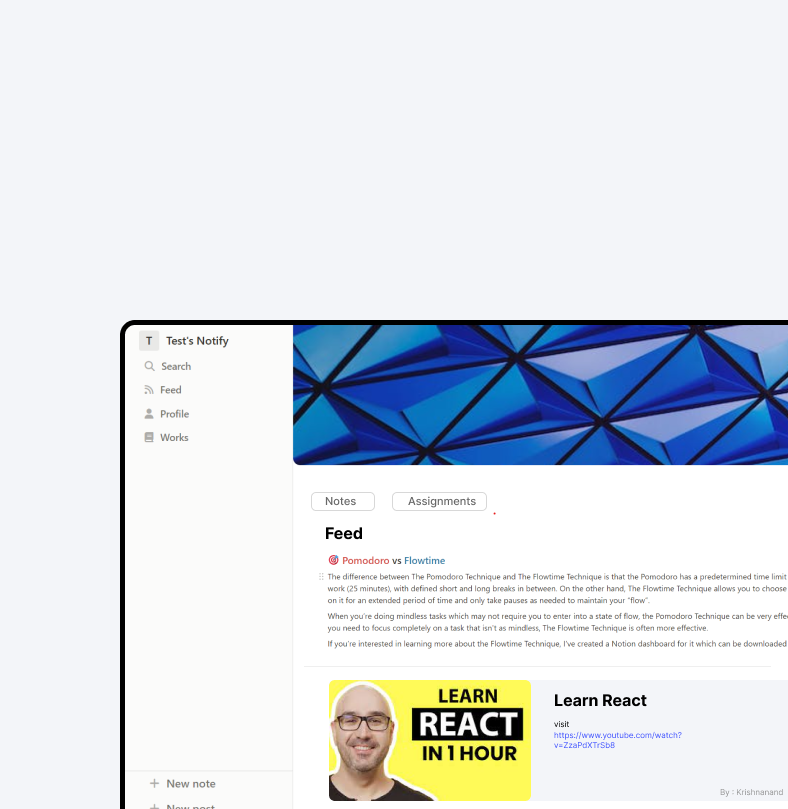 T Test's Notify
Search
Feed
Profile
Works
New note
New post
Notes Assignments
Feed
Pomodoro vs Flowtime
The difference between The Pomodoro Technique and The Flowtime Technique is that the Pomodoro has a predetermined time limit
work (25 minutes), with defined short and long breaks in between. On the other hand, The Flowtime Technique allows you to choose
on it for an extended period of time and only take pauses as needed to maintain your "flow".
When you're doing mindless tasks which may not require you to enter into a state of flow, the Pomodoro Technique can be very effe
you need to focus completely on a task that isn't as mindless, The Flowtime Technique is often more effective.
If you're interested in learning more about the Flowtime Technique, I've created a Notion dashboard for it which can be downloaded
LEARN
REACT
IN 1 HOUR
Learn React
visit
https://www.youtube.com/watch?
v=ZzaPdXTrSb8
By : Krishnanand